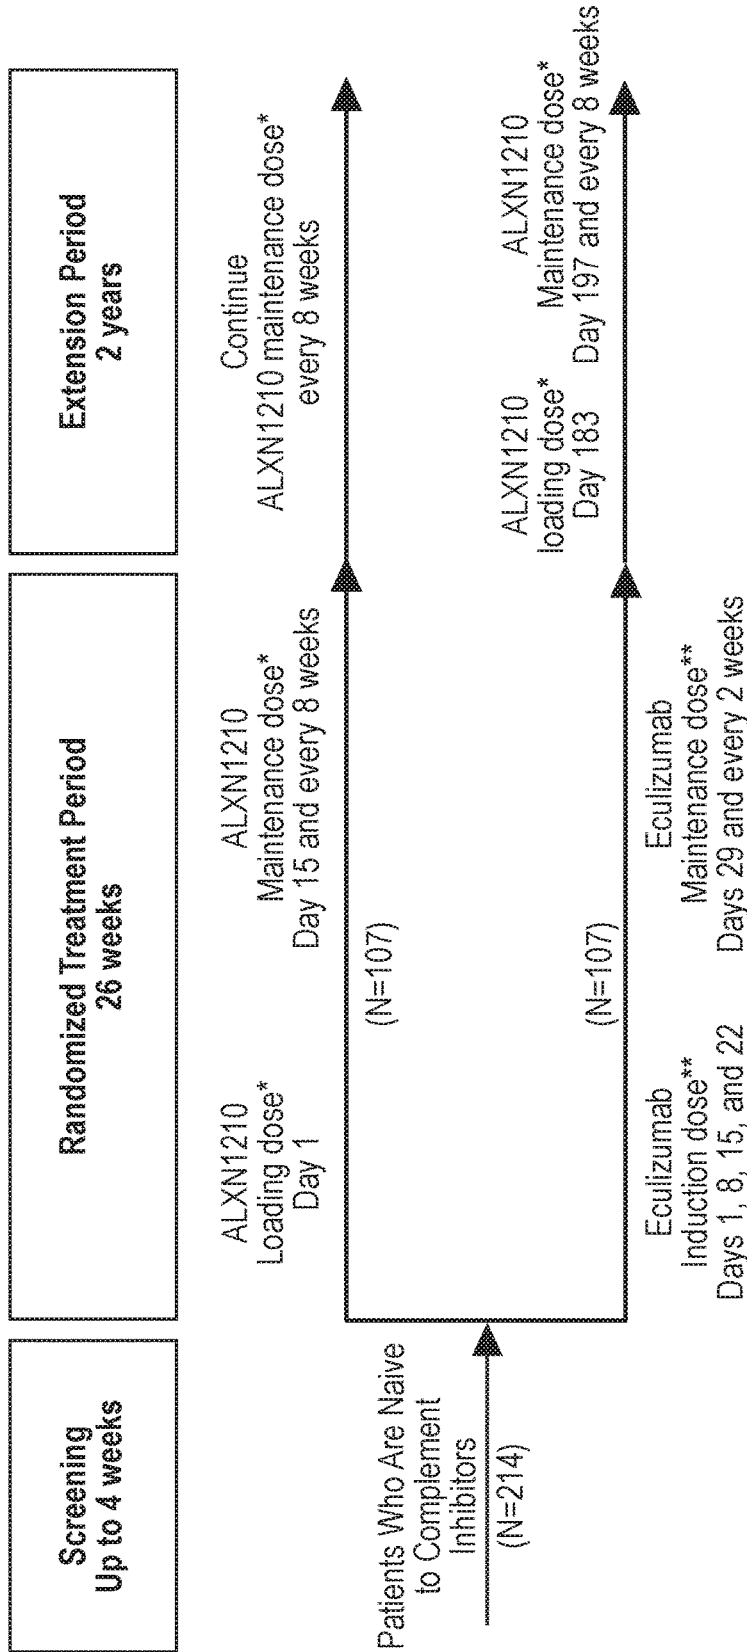 Screening
Up to 4 weeks
Randomized Treatment Period
26 weeks
Extension Period
2 years
Patients Who Are Naive
to Complement
Inhibitors
(N=214)
ALXN1210
Loading dose*
Day 1
ALXN1210
Maintenance dose*
Day 15 and every 8 weeks
(N=107)
Continue
ALXN1210 maintenance dose*
every 8 weeks
(N=107)
Eculizumab
Induction dose**
Days 1, 8, 15, and 22
Eculizumab
Maintenance dose**
Days 29 and every 2 weeks
ALXN1210
loading dose*
Day 183
ALXN1210
Maintenance dose*
Day 197 and every 8 weeks